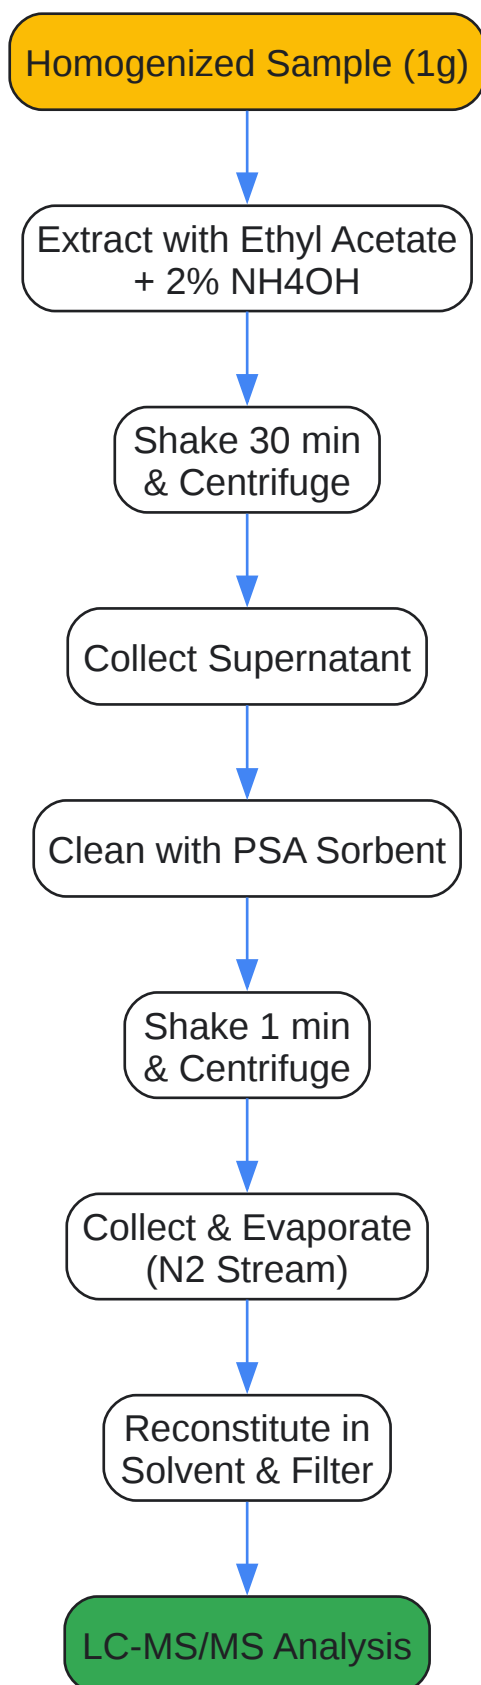 Homogenized Sample (1g)
Extract with Ethyl Acetate
+ 2% NH4OH
Shake 30 min
& Centrifuge
Collect Supernatant
Clean with PSA Sorbent
Shake 1 min
& Centrifuge
Collect & Evaporate
(N2 Stream)
Reconstitute in
Solvent & Filter
LC-MS/MS Analysis